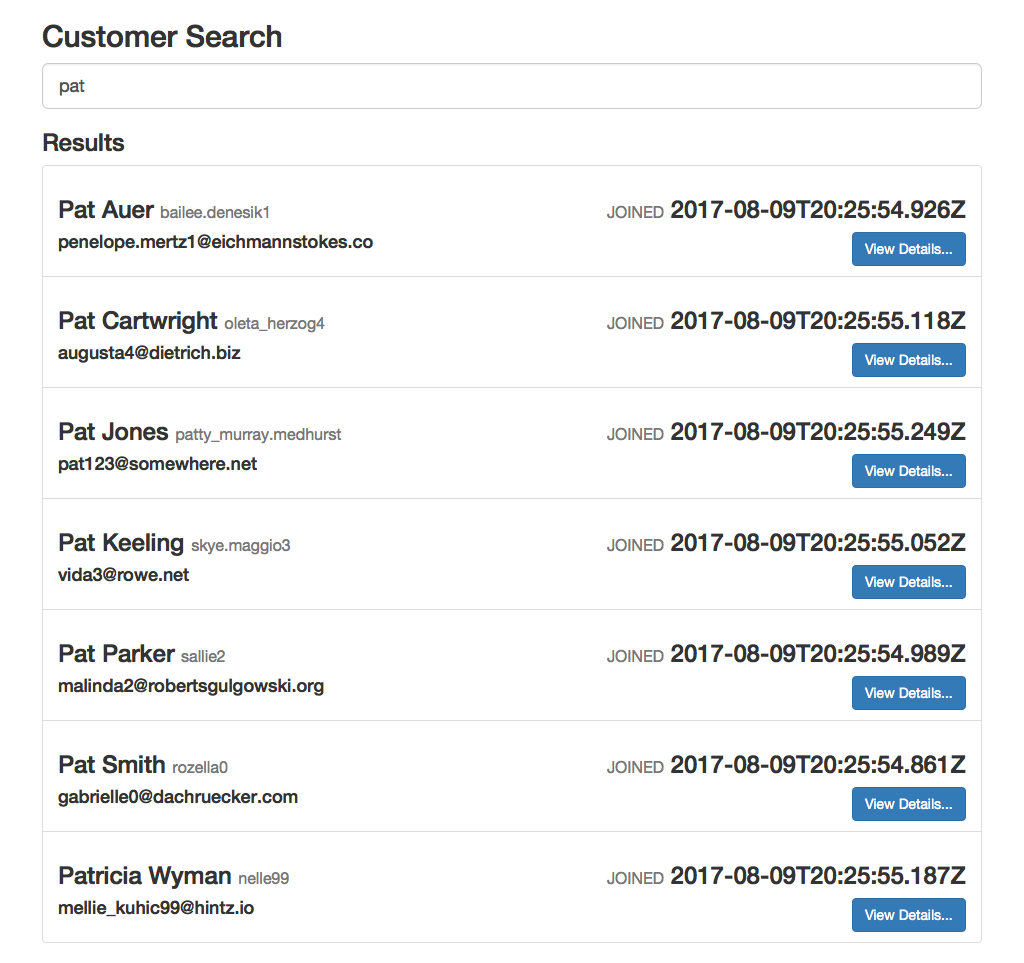 Customer Search
pat
Results
Pat Auer bailee.denesik1 JOINED 2017-08-09T20:25:54.926Z
penelope.mertz1@eichmannstokes.co
View Details...
Pat Cartwright oleta_herzog4 JOINED 2017-08-09T20:25:55.118Z
augusta4@dietrich.biz
View Details...
Pat Jones patty_murray.medhurst JOINED 2017-08-09T20:25:55.249Z
pat123@somewhere.net
View Details...
Pat Keeling skye.maggio3 JOINED 2017-08-09T20:25:55.052Z
vida3@rowe.net
View Details...
Pat Parker sallie2 JOINED 2017-08-09T20:25:54.989Z
malinda2@robertsgulgowski.org
View Details...
Pat Smith rozella0 JOINED 2017-08-09T20:25:54.861Z
gabrielle0@dachruecker.com
View Details...
Patricia Wyman nelle99 JOINED 2017-08-09T20:25:55.187Z
mellie_kuhic99@hintz.io
View Details...